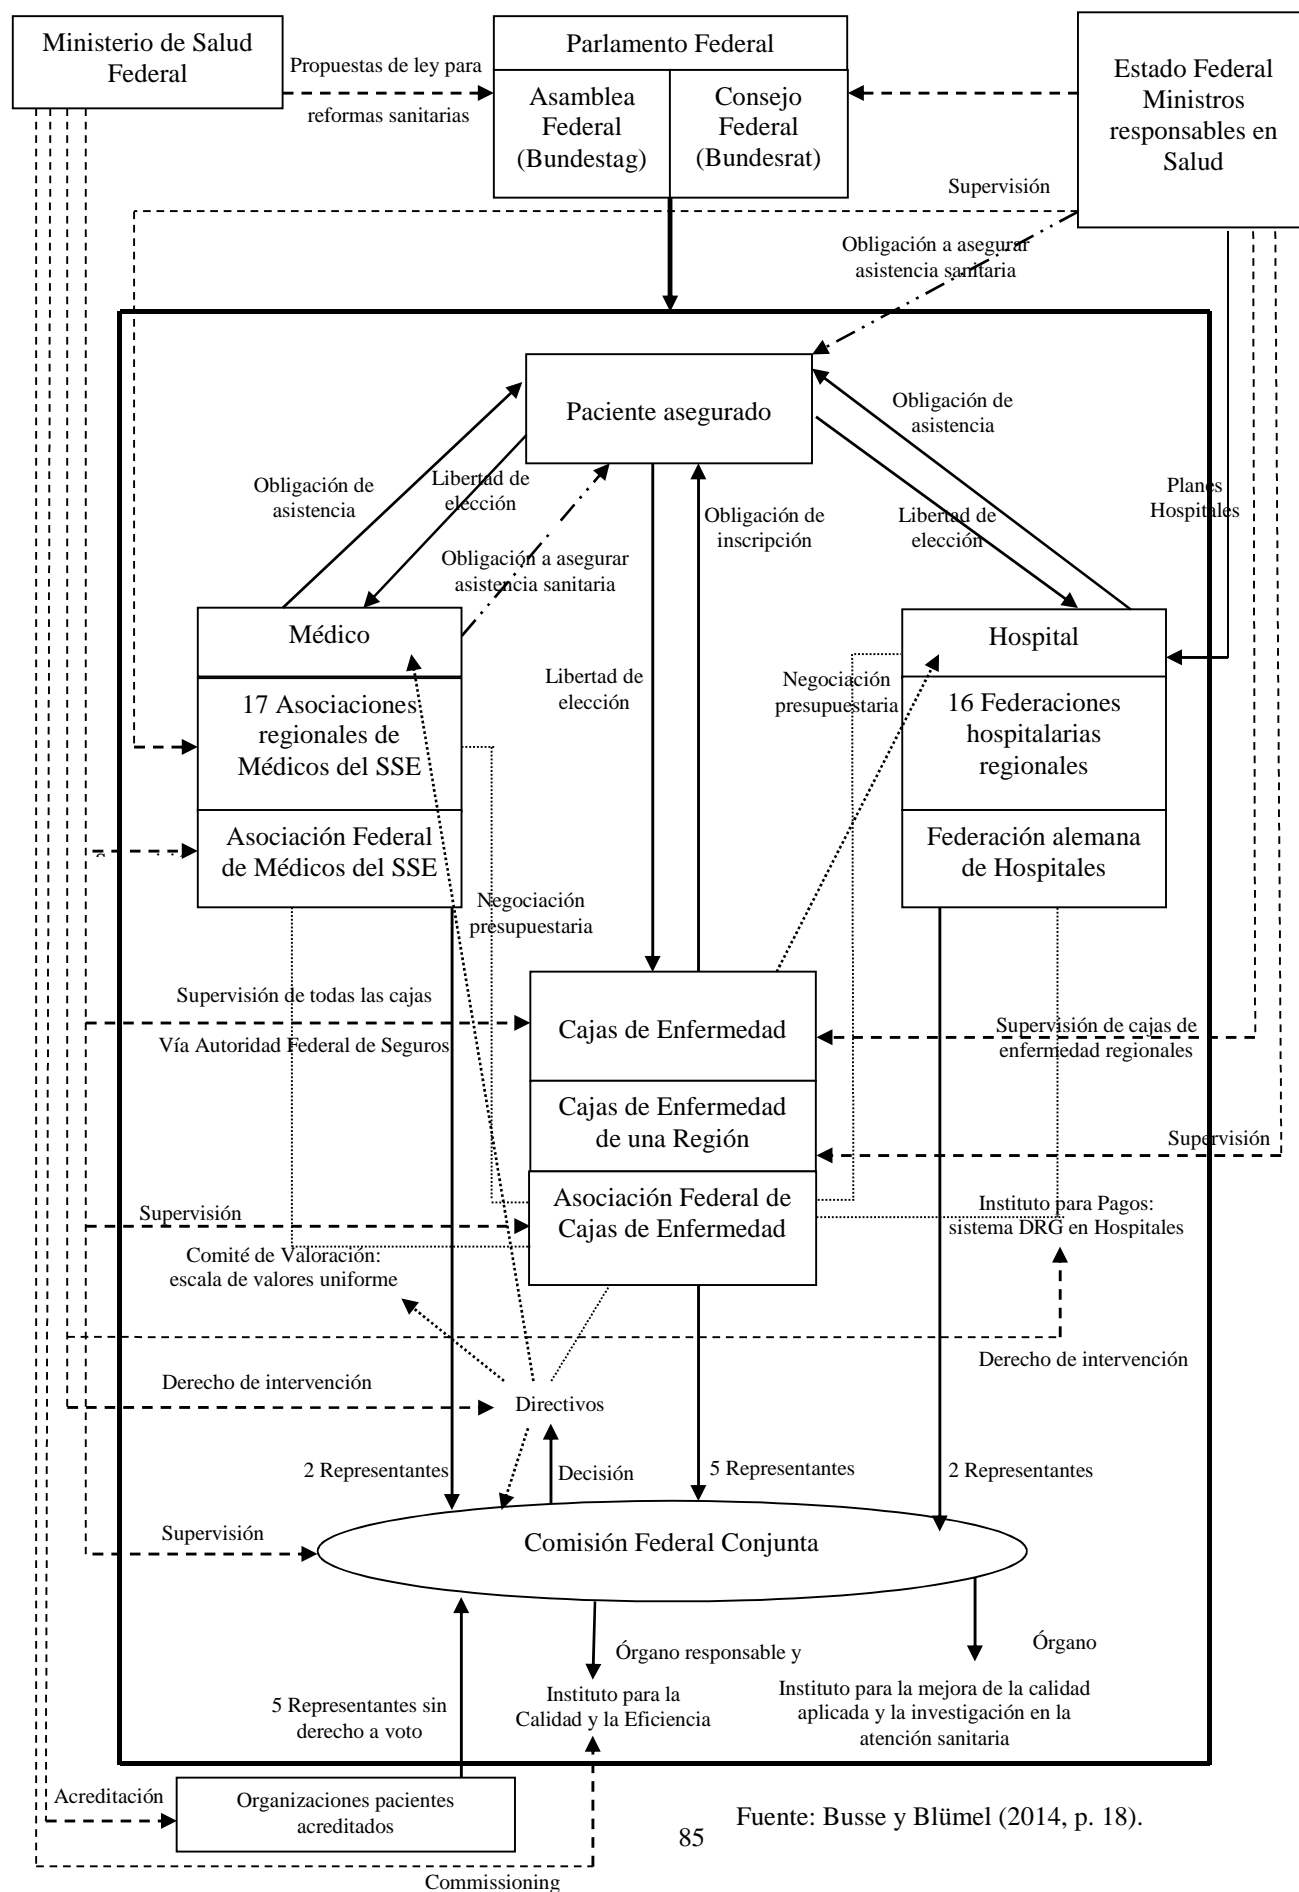 Ministerio de Salud
Federal
Propuestas de ley para
reformas sanitarias
Parlamento Federal
Asamblea
Federal
(Bundestag)
Consejo
Federal
(Bundesrat)
Estado Federal
Ministros
responsables en
Salud
Supervisión
Obligación a asegurar
asistencia sanitaria
Paciente asegurado
Obligación de
asistencia
Obligación de
asistencia
Libertad de
elección
Obligación a asegurar
asistencia sanitaria
Obligación de
inscripción
Libertad de
elección
Planes
Hospitales
Médico
17 Asociaciones
regionales de
Médicos del SSE
Asociación Federal
de Médicos del SSE
Libertad de
elección
Negociación
presupuestaria
Hospital
16 Federaciones
hospitalarias
regionales
Federación alemana
de Hospitales
Negociación
presupuestaria
Supervisión de todas las cajas
Vía Autoridad Federal de Seguros
Cajas de Enfermedad
Cajas de Enfermedad
de una Región
Asociación Federal de
Cajas de Enfermedad
Supervisión de cajas de
enfermedad regionales
Supervisión
Supervisión
Instituto para Pagos:
sistema DRG en Hospitales
Comité de Valoración:
escala de valores uniforme
Derecho de intervención
Derecho de intervención
Directivos
2 Representantes
Decisión
5 Representantes
2 Representantes
Supervisión
Comisión Federal Conjunta
Órgano responsable y
Órgano
5 Representantes sin
derecho a voto
Instituto para la
Calidad y la Eficiencia
Instituto para la mejora de la calidad
aplicada y la investigación en la
atención sanitaria
Acreditación
Organizaciones pacientes
acreditados
Fuente: Busse y Blümel (2014, p. 18).
85
Commissioning